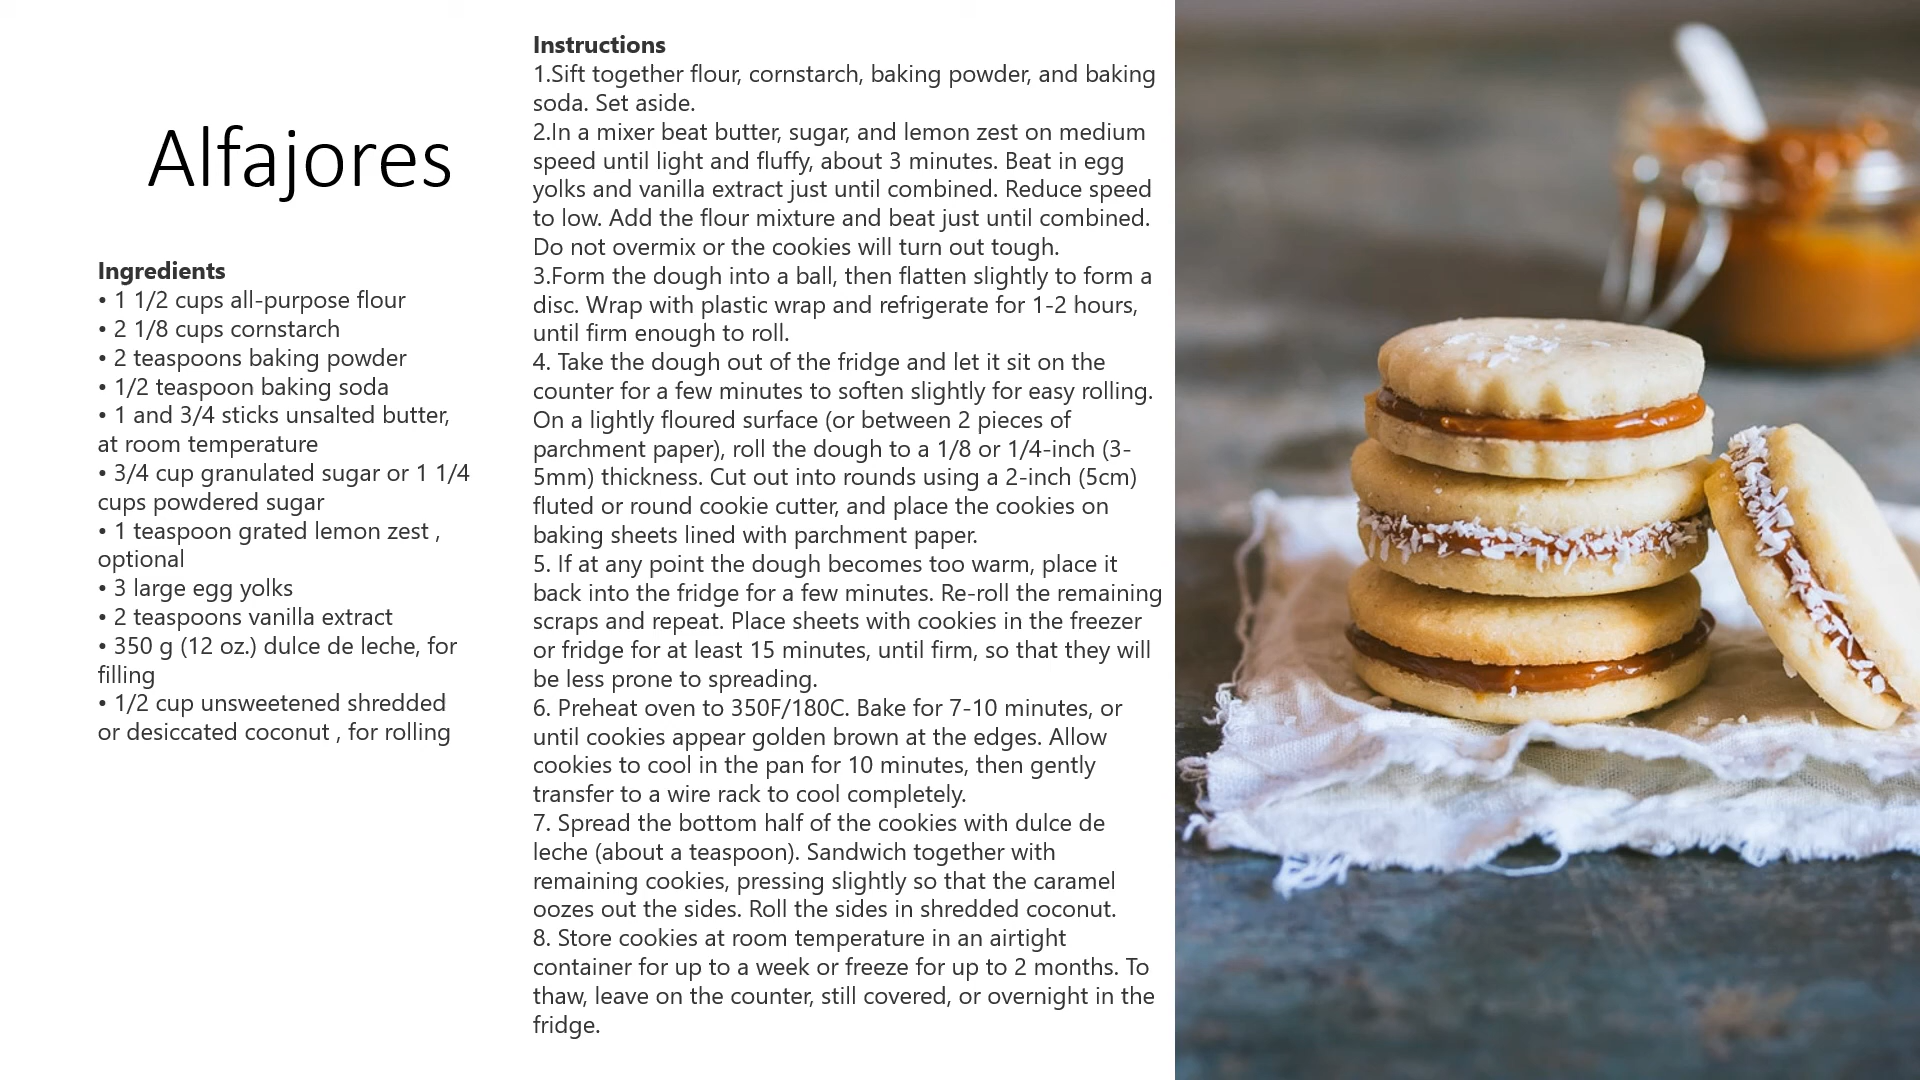 Alfajores
Ingredients
• 1 1/2 cups all-purpose flour
• 2 1/8 cups cornstarch
• 2 teaspoons baking powder
• 1/2 teaspoon baking soda
• 1 and 3/4 sticks unsalted butter,
at room temperature
• 3/4 cup granulated sugar or 1 1/4
cups powdered sugar
• 1 teaspoon grated lemon zest ,
optional
• 3 large egg yolks
• 2 teaspoons vanilla extract
• 350 g (12 oz.) dulce de leche, for
filling
• 1/2 cup unsweetened shredded
or desiccated coconut , for rolling
Instructions
1.Sift together flour, cornstarch, baking powder, and baking
soda. Set aside.
2.In a mixer beat butter, sugar, and lemon zest on medium
speed until light and fluffy, about 3 minutes. Beat in egg
yolks and vanilla extract just until combined. Reduce speed
to low. Add the flour mixture and beat just until combined.
Do not overmix or the cookies will turn out tough.
3.Form the dough into a ball, then flatten slightly to form a
disc. Wrap with plastic wrap and refrigerate for 1-2 hours,
until firm enough to roll.
4. Take the dough out of the fridge and let it sit on the
counter for a few minutes to soften slightly for easy rolling.
On a lightly floured surface (or between 2 pieces of
parchment paper), roll the dough to a 1/8 or 1/4-inch (3-
5mm) thickness. Cut out into rounds using a 2-inch (5cm)
fluted or round cookie cutter, and place the cookies on
baking sheets lined with parchment paper.
5. If at any point the dough becomes too warm, place it
back into the fridge for a few minutes. Re-roll the remaining
scraps and repeat. Place sheets with cookies in the freezer
or fridge for at least 15 minutes, until firm, so that they will
be less prone to spreading.
6. Preheat oven to 350F/180C. Bake for 7-10 minutes, or
until cookies appear golden brown at the edges. Allow
cookies to cool in the pan for 10 minutes, then gently
transfer to a wire rack to cool completely.
7. Spread the bottom half of the cookies with dulce de
leche (about a teaspoon). Sandwich together with
remaining cookies, pressing slightly so that the caramel
oozes out the sides. Roll the sides in shredded coconut.
8. Store cookies at room temperature in an airtight
container for up to a week or freeze for up to 2 months. To
thaw, leave on the counter, still covered, or overnight in the
fridge.